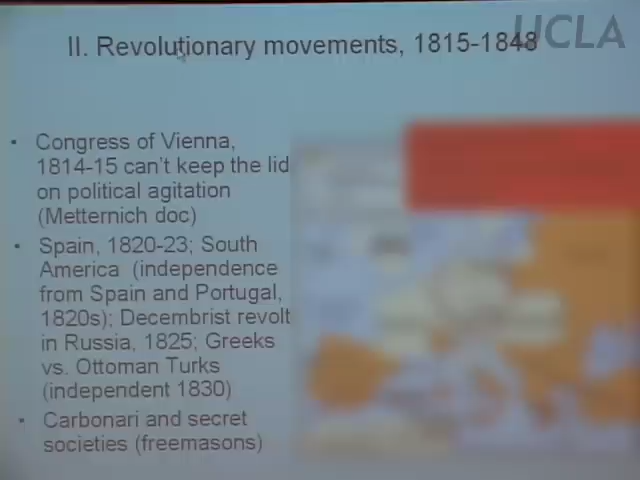 UCLA
II. Revolutionary movements, 1815-1848
• Congress of Vienna,
1814-15 can't keep the lid
on political agitation
(Metternich doc)
• Spain, 1820-23; South
America (independence
from Spain and Portugal,
1820s); Decembrist revolt
in Russia, 1825; Greeks
vs. Ottoman Turks
(independent 1830)
• Carbonari and secret
societies (freemasons)